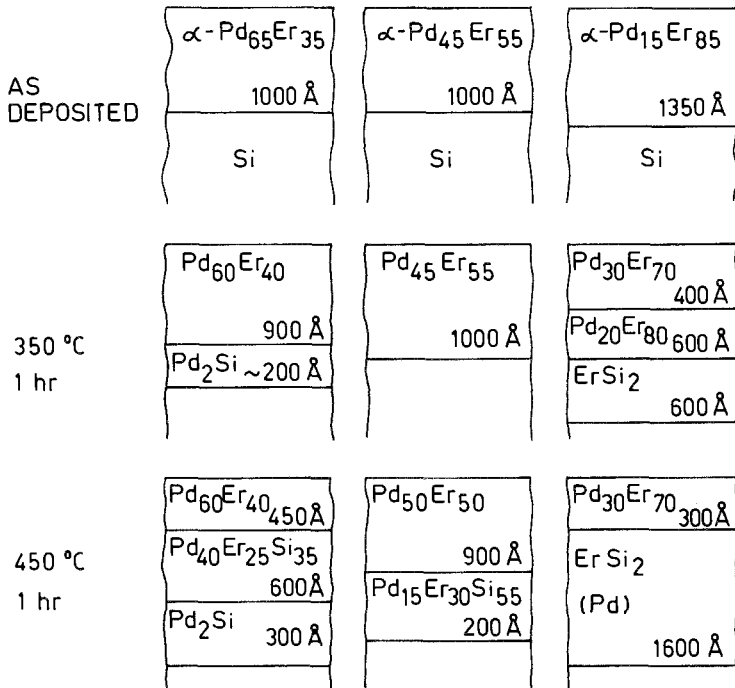 AS
DEPOSITED
α-Pd65Er35
1000 Å
Si
α-Pd45Er55
1000 Å
Si
α-Pd15Er85
1350 Å
Si
350 °C
1 hr
Pd60Er40
900 Å
Pd2Si ~200 Å
Pd45Er55
1000 Å
Pd30Er70
400 Å
Pd20Er80 600 Å
ErSi2
600 Å
450 °C
1 hr
Pd60Er40 450 Å
Pd40Er25Si35
600 Å
Pd2Si 300 Å
Pd50Er50
900 Å
Pd15Er30Si55
200 Å
Pd30Er70 300 Å
ErSi2
(Pd)
1600 Å